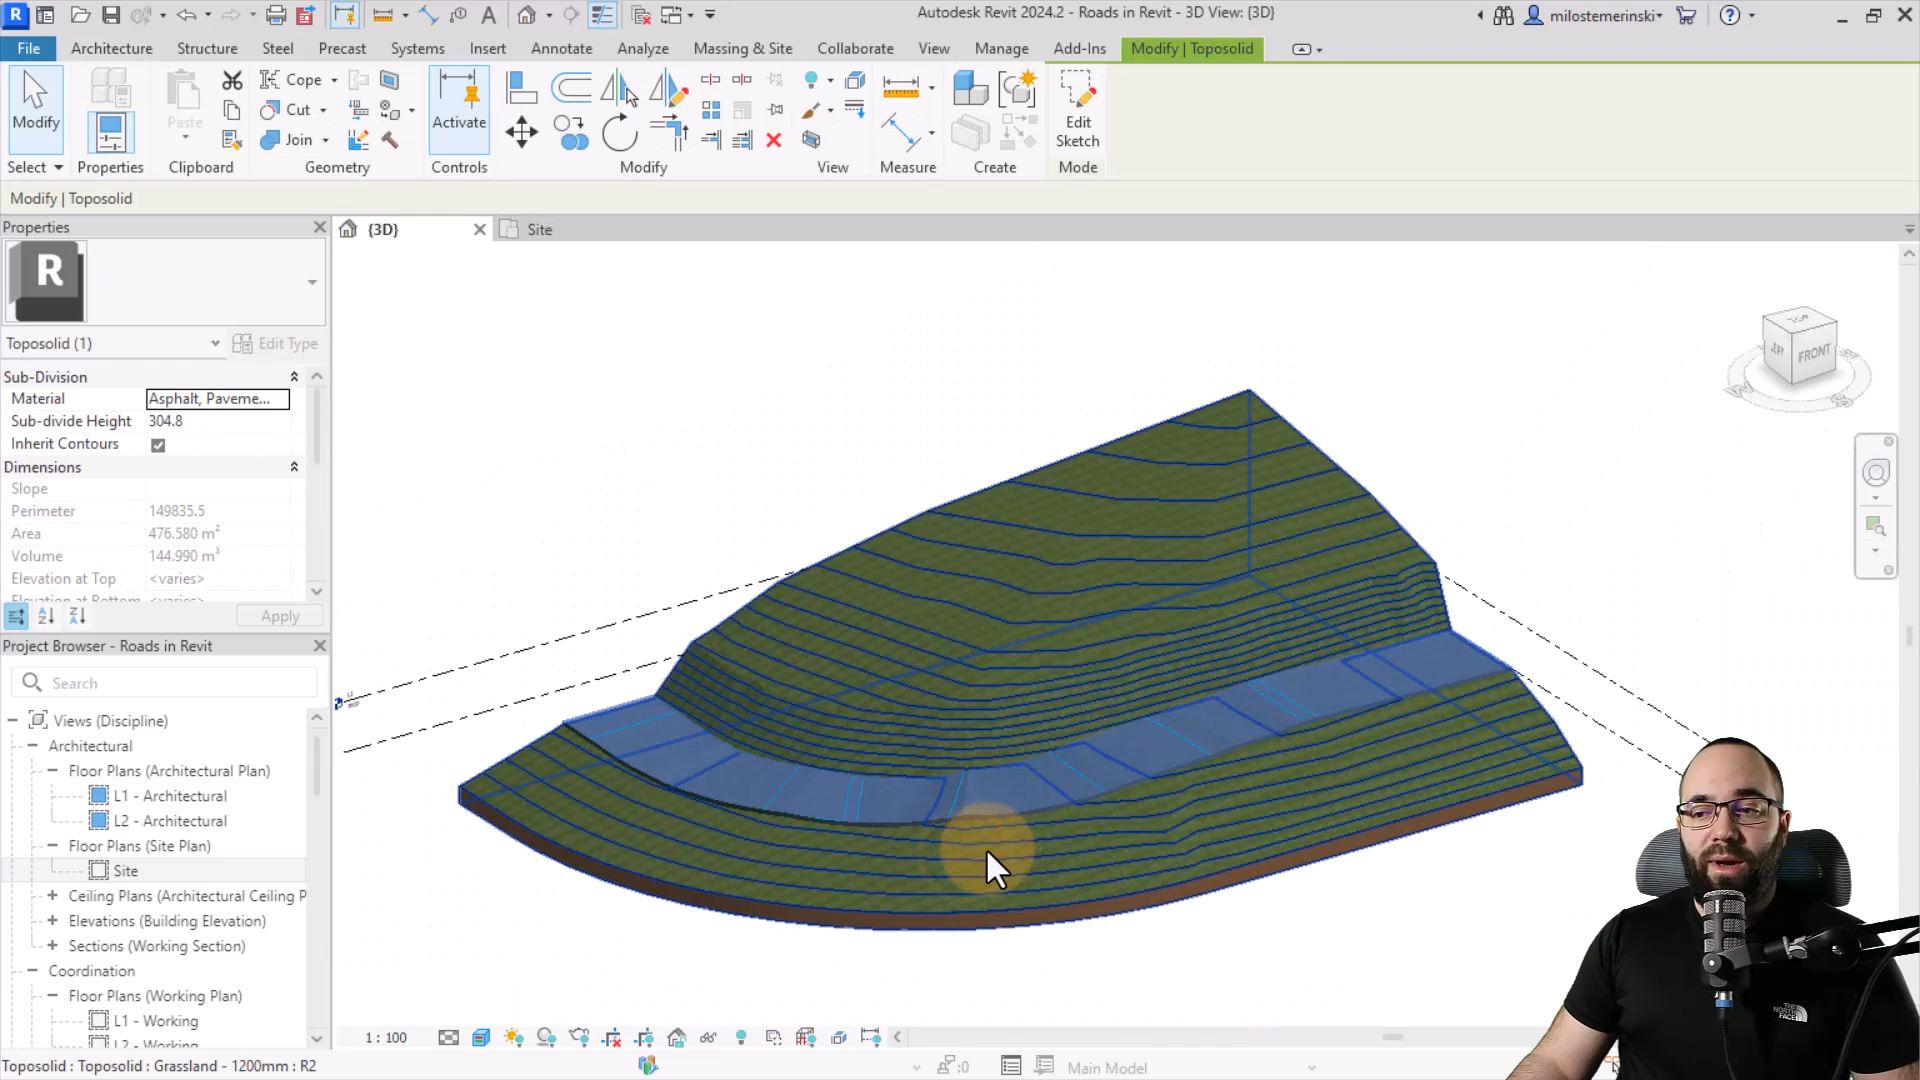 Autodesk Revit 2024.2 - Roads in Revit - 3D View: {3D}
milostemerinski
File
Architecture
Structure
Steel
Precast
Systems
Insert
Annotate
Analyze
Massing & Site
Collaborate
View
Manage
Add-Ins
Modify | Toposolid
Modify
Paste
Cope
Cut
Join
Activate
Edit
Sketch
Select
Properties
Clipboard
Geometry
Controls
Modify
View
Measure
Create
Mode
Modify | Toposolid
Properties
{3D}
Site
R
Toposolid (1)
Edit Type
Sub-Division
Material Asphalt, Paveme...
Sub-divide Height 304.8
Inherit Contours
Dimensions
Slope
Perimeter 149835.5
Area 476.580 m²
Volume 144.990 m³
Elevation at Top <varies>
Elevation at Bottom <varies>
Apply
TOP
FRONT
Project Browser - Roads in Revit
Search
Views (Discipline)
Architectural
Floor Plans (Architectural Plan)
L1 - Architectural
L2 - Architectural
Floor Plans (Site Plan)
Site
Ceiling Plans (Architectural Ceiling P
Elevations (Building Elevation)
Sections (Working Section)
Coordination
Floor Plans (Working Plan)
L1 - Working
L2 - Working
1 : 100
Toposolid : Toposolid : Grassland - 1200mm : R2
:0
Main Model
THE NORTH FACE